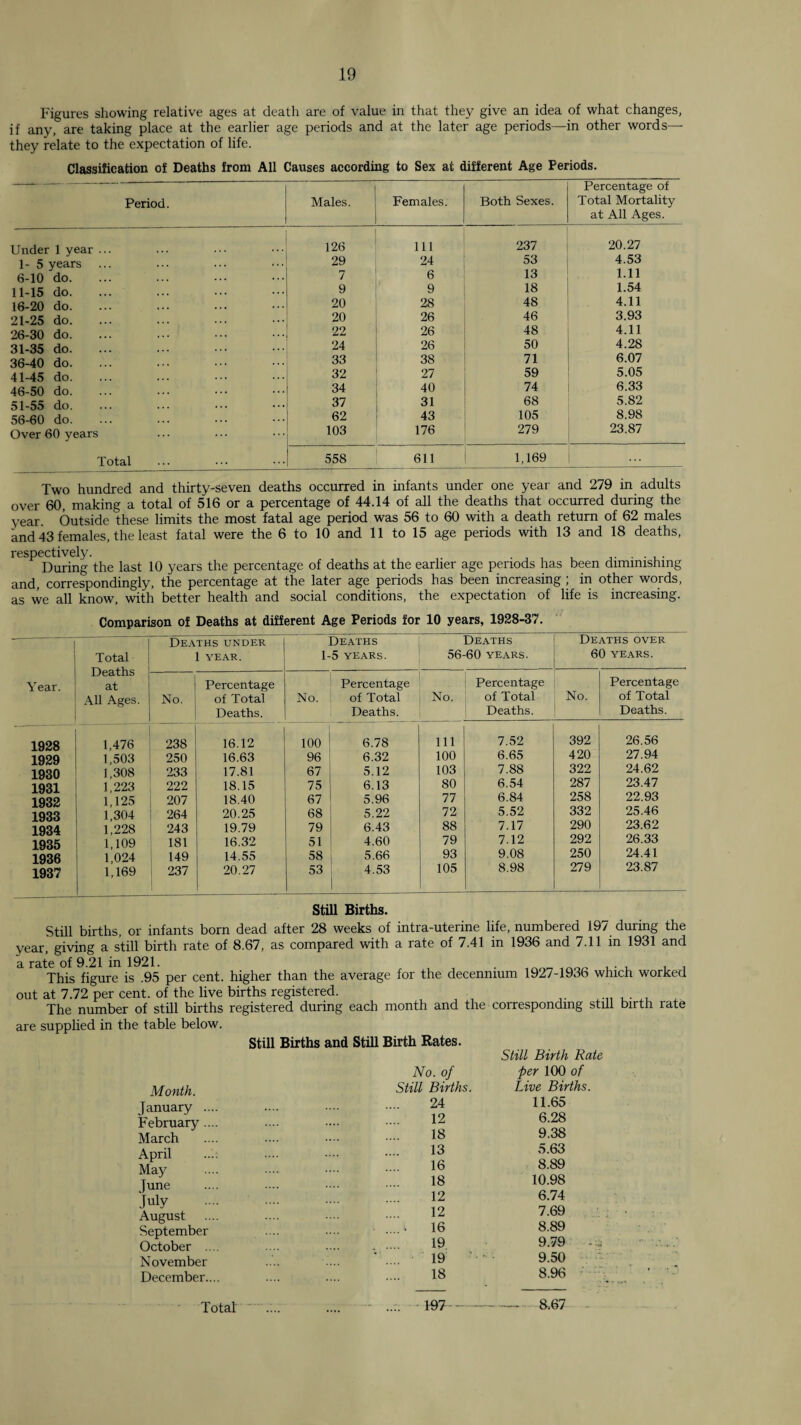 19
Figures showing relative ages at death are of value in that they give an idea of what changes,
if any, are taking place at the earlier age periods and at the later age periods—in other words—
they relate to the expectation of life.
Classification of Deaths from All Causes according to Sex at different Age Periods.
Period. Males. Females. Both Sexes. Percentage of Total Mortality at All Ages.
Under 1 year ... ... ... ... 126 111 237 20.27
1- 5 years ... ... ... ... 29 24 53 4.53
6-10 do. ... ... ... ... 7 6 13 1.11
11-15 do. ... ... ... ... 9 9 18 1.54
16-20 do. ... ... ... ... 20 28 48 4.11
21-25 do. ... ... ... ... 20 26 46 3.93
26-30 do. ... ... ... ... 22 26 48 4.11
31-35 do. ... ... ... ... 24 26 50 4.28
36-40 do. ... ... ... ... 33 38 71 6.07
41-45 do. ... ... ... ... 32 27 59 5.05
46-50 do. ... ... ... ... 34 40 74 6.33
51-55 do. ... ... ... ... 37 31 68 5.82
56-60 do. ... ... ... ... 62 43 105 8.98
Over 60 years ... ... ... 103 176 279 23.87
Total ... ... ... 558 611 1,169 ...
Two hundred and thirty-seven deaths occurred in infants under one year and 279 in adults
over 60, making a total of 516 or a percentage of 44.14 of all the deaths that occurred during the
year. Outside these limits the most fatal age period was 56 to 60 with a death return of 62 males
and 43 females, the least fatal were the 6 to 10 and 11 to 15 age periods with 13 and 18 deaths,
respectively.
During the last 10 years the percentage of deaths at the earlier age periods has been diminishing
and, correspondingly, the percentage at the later age periods has been increasing; in other words,
as we all know, with better health and social conditions, the expectation of life is increasing.
Comparison of Deaths at different Age Periods for 10 years, 1928-37.
Year. Total Deaths at All Ages. Deaths under 1 year. Deaths 1-5 years. Deaths 56-60 years. Deaths over 60 years.
No. Percentage of Total Deaths. No. Percentage of Total Deaths. No. Percentage of Total Deaths. No. Percentage of Total Deaths.
1928 1,476 238 16.12 100 6.78 111 7.52 392 26.56
1929 1,503 250 16.63 96 6.32 100 6.65 420 27.94
1930 1,308 233 17.81 67 5.12 103 7.88 322 24.62
1931 1,223 222 18.15 75 6.13 80 6.54 287 23.47
1932 1,125 207 18.40 67 5.96 77 6.84 258 22.93
1933 1,304 264 20.25 68 5.22 72 5.52 332 25.46
1934 1,228 243 19.79 79 6.43 88 7.17 290 23.62
1935 1,109 181 16.32 51 4.60 79 7.12 292 26.33
1936 1,024 149 14.55 58 5.66 93 9.08 250 24.41
1937 1,169 237 20.27 53 4.53 105 8.98 279 23.87
Still Births.
Still births, or infants born dead after 28 weeks of intra-uterine life, numbered 197 during the
year, giving a still birth rate of 8.67, as compared with a rate of 7.41 in 1936 and 7.11 in 1931 and
a rate of 9.21 in 1921.
This figure is .95 per cent. higher than the average for the decennium 1927-1936 which worked
out at 7.72 per cent. of the live births registered.
The number of still births registered during each month and the corresponding still birth rate
are supplied in the table below.
Still Births and Still Birth Rates.
Month. No. of Still Births. Still Birth Rate per 100 of Live Births.
January .... .... .... .... 24 11.65
February .... .... .... .... 12 6.28
March .... .... .... .... 18 9.38
April .... .... .... .... 13 5.63
May .... .... .... .... 16 8.89
June .... .... .... .... 18 10.98
July .... .... .... .... 12 6.74
August .... .... .... .... 12 7.69
September .... .... .... 16 8.89
October .... .... .... .... 19 9.79
November .... .... .... 19 9.50
December.... .... .... .... 18 8.96
Total .... .... .... 197 8.67